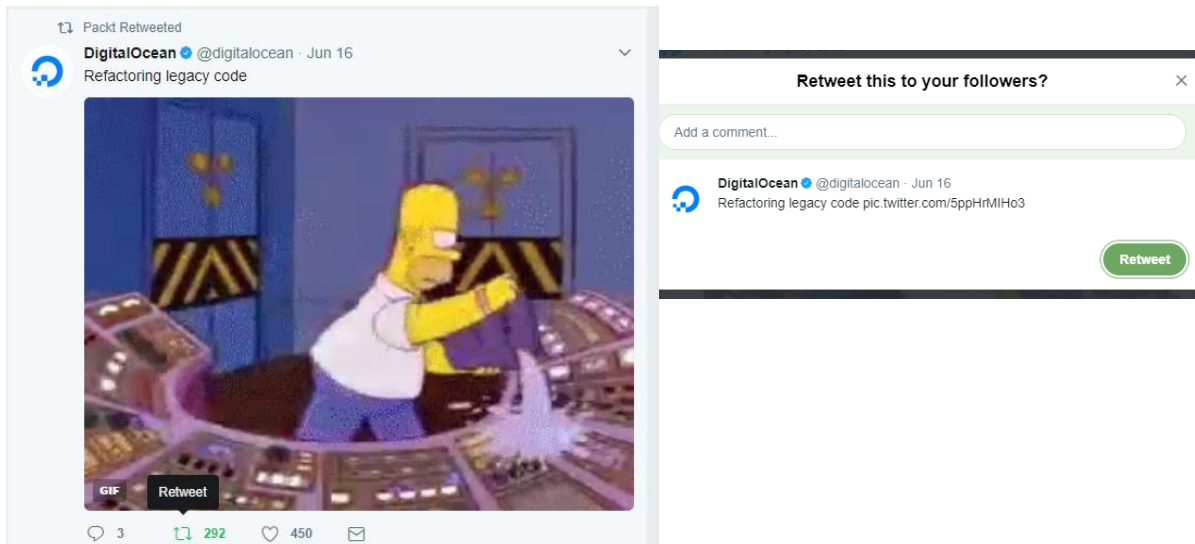 Packt Retweeted
DigitalOcean @digitalocean · Jun 16
Refactoring legacy code
GIF
Retweet
3 292 450
Retweet this to your followers?
Add a comment...
DigitalOcean @digitalocean · Jun 16
Refactoring legacy code pic.twitter.com/5ppHrMIHo3
Retweet